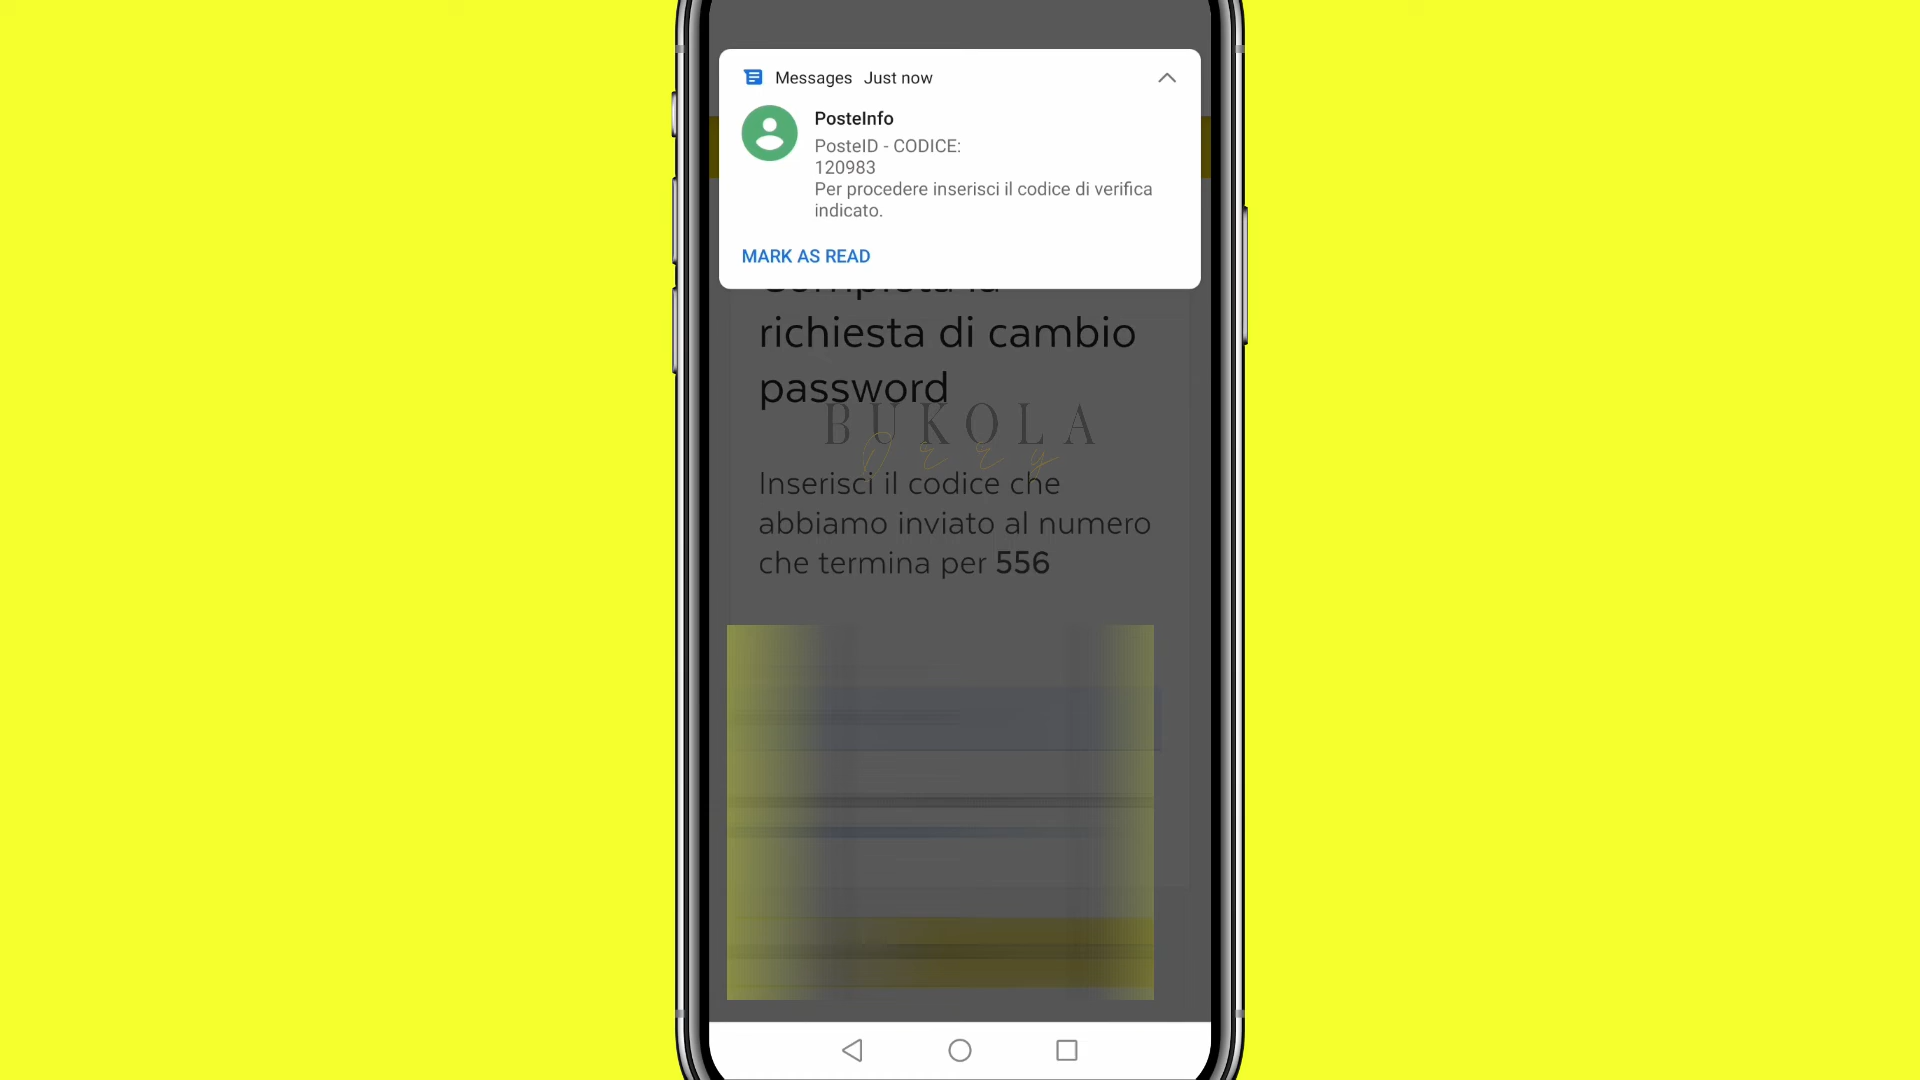 Messages Just now
PosteInfo
PosteID - CODICE:
120983
Per procedere inserisci il codice di verifica
indicato.
MARK AS READ
richiesta di cambio
password
BUKOLA
Orry
Inserisci il codice che
abbiamo inviato al numero
che termina per 556